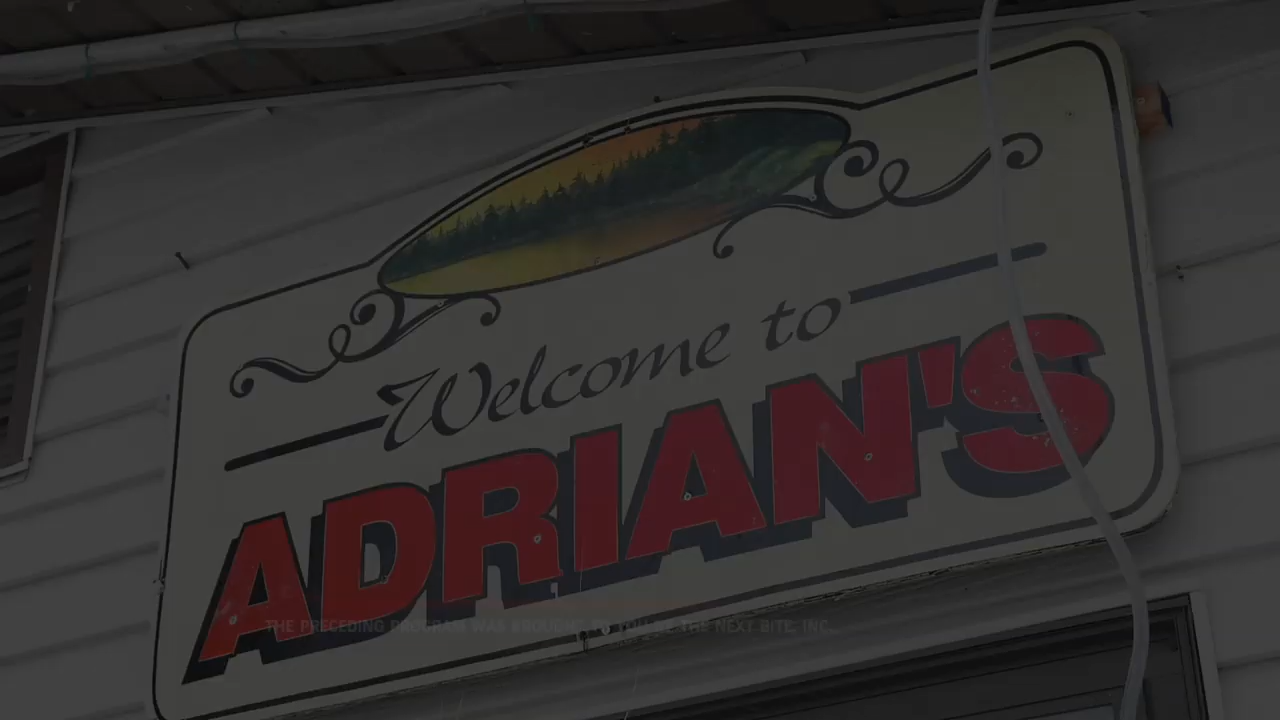 Welcome to
ADRIAN'S
THE PRECEDING PROGRAM WAS BROUGHT TO YOU BY THE NEXT BITE, INC.